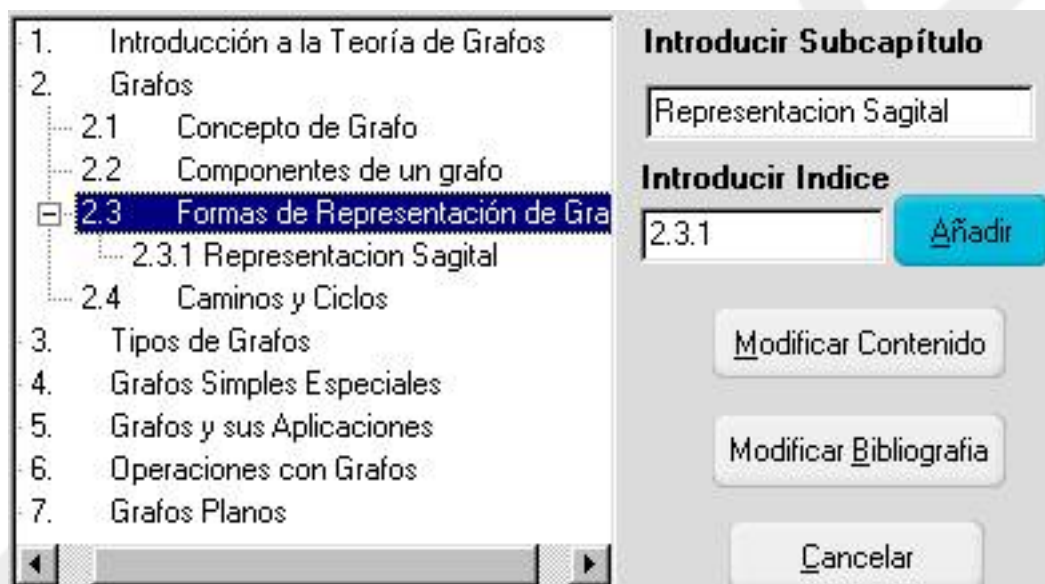 1. Introducción a la Teoría de Grafos
2. Grafos
2.1 Concepto de Grafo
2.2 Componentes de un grafo
2.3 Formas de Representación de Gra
2.3.1 Representacion Sagital
2.4 Caminos y Ciclos
3. Tipos de Grafos
4. Grafos Simples Especiales
5. Grafos y sus Aplicaciones
6. Operaciones con Grafos
7. Grafos Planos
Introducir Subcapítulo
Representacion Sagital
Introducir Indice
2.3.1 Añadir
Modificar Contenido
Modificar Bibliografia
Cancelar